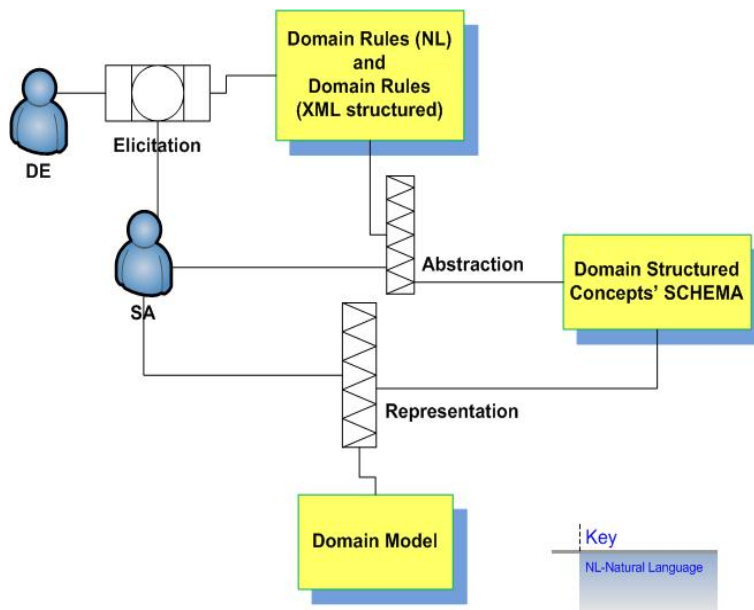 Domain Rules (NL)
and
Domain Rules
(XML structured)
Elicitation
DE
Abstraction
SA
Domain Structured
Concepts' SCHEMA
Representation
Domain Model
Key
NL-Natural Language